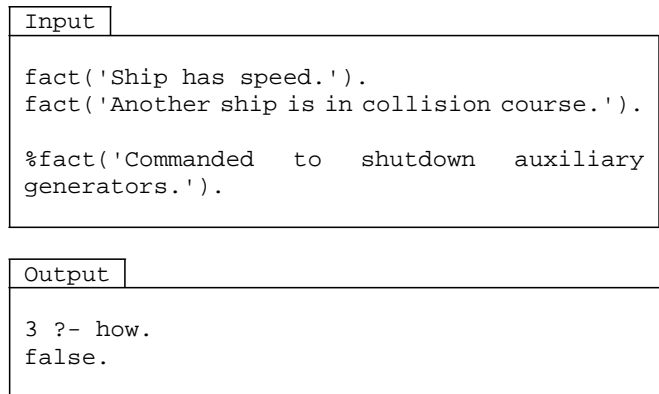 Input
fact('Ship has speed.').
fact('Another ship is in collision course.').
%fact('Commanded to shutdown auxiliary
generators.').
Output
3 ?- how.
false.